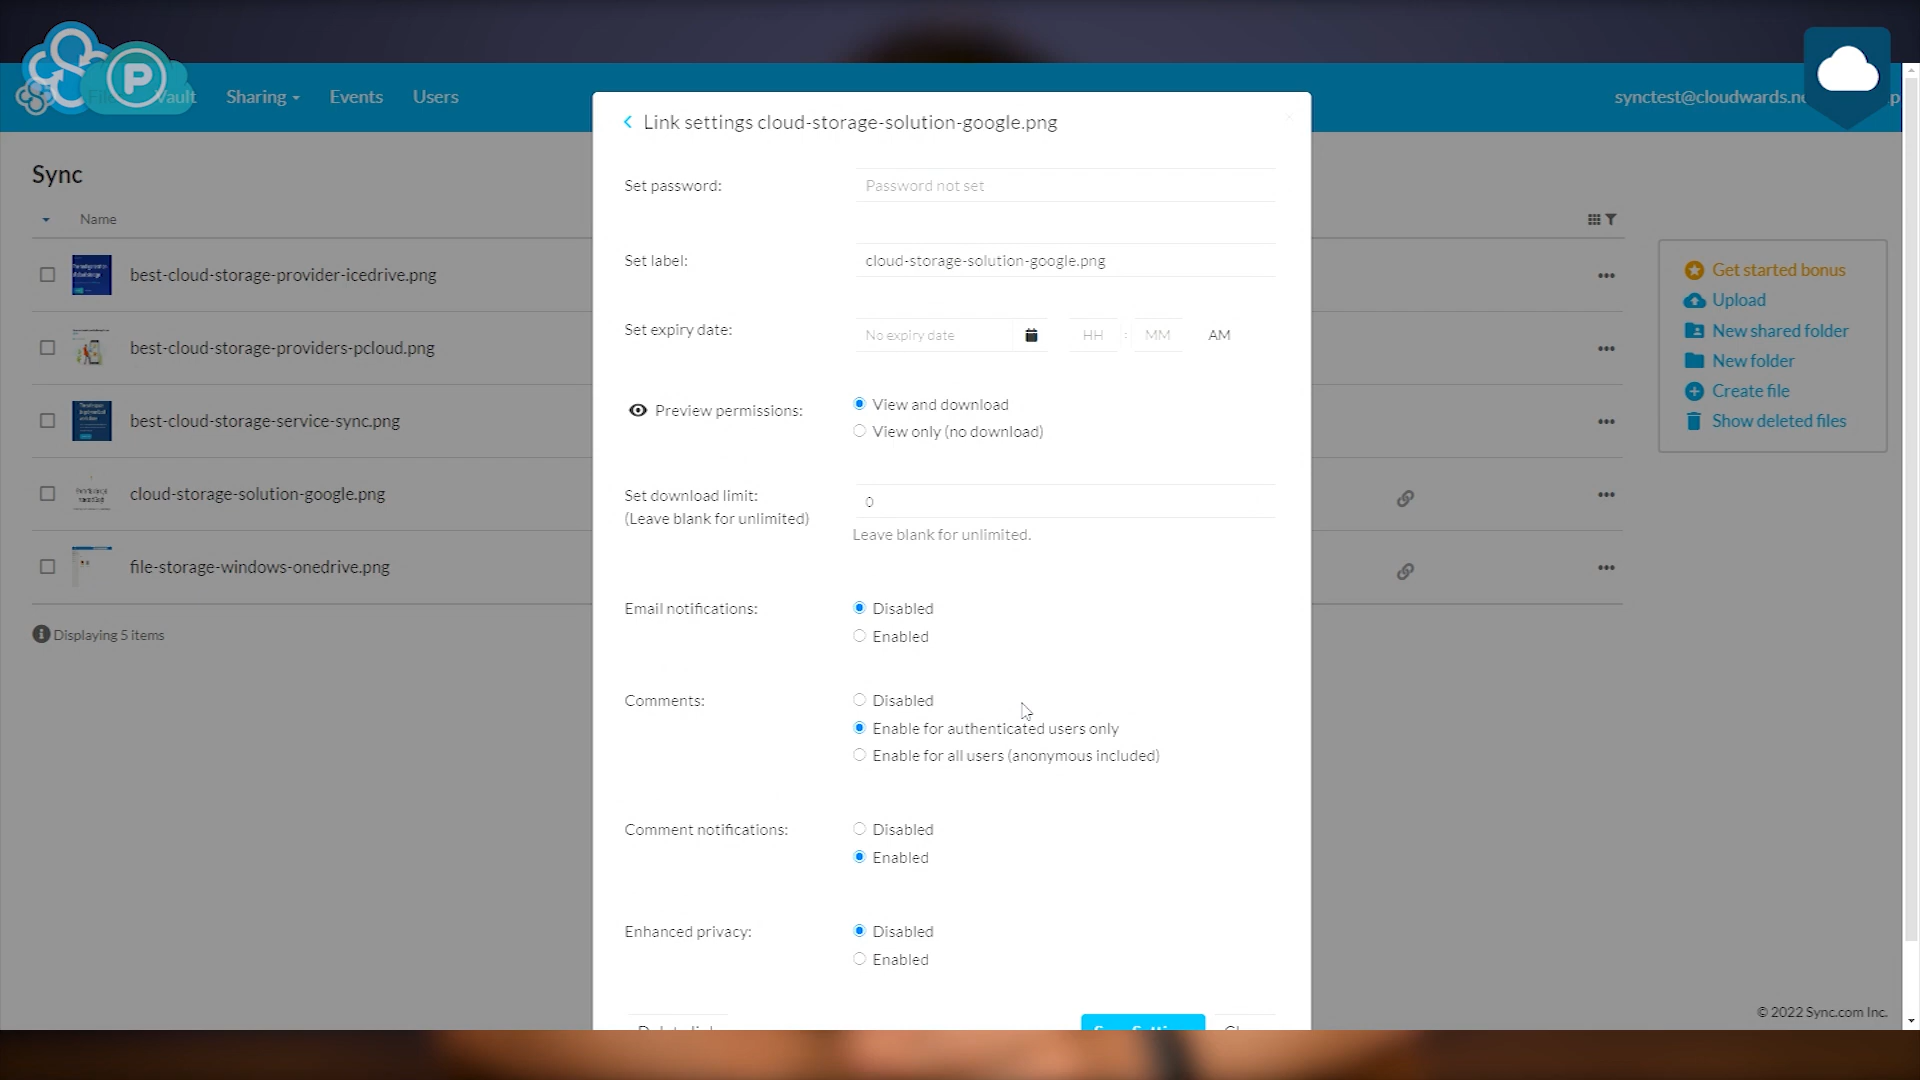 P
Files Vault Sharing Events Users
synctest@cloudwards.ne
Link settings cloud-storage-solution-google.png
Sync
Name
best-cloud-storage-provider-icedrive.png
best-cloud-storage-providers-pcloud.png
best-cloud-storage-service-sync.png
cloud-storage-solution-google.png
file-storage-windows-onedrive.png
Displaying 5 items
Set password: Password not set
Set label: cloud-storage-solution-google.png
Set expiry date: No expiry date HH : MM AM
Preview permissions: View and download
View only (no download)
Set download limit: 0
(Leave blank for unlimited)
Leave blank for unlimited.
Email notifications: Disabled
Enabled
Comments: Disabled
Enable for authenticated users only
Enable for all users (anonymous included)
Comment notifications: Disabled
Enabled
Enhanced privacy: Disabled
Enabled
Get started bonus
Upload
New shared folder
New folder
Create file
Show deleted files
© 2022 Sync.com Inc.